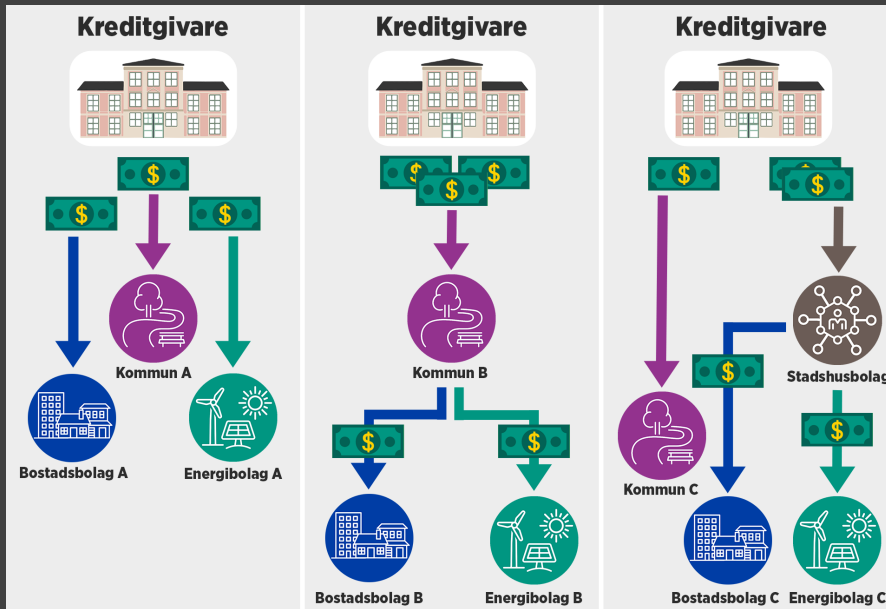 Kreditgivare
$
$
$
Kommun A
Bostadsbolag A
Energibolag A
Kreditgivare
$
$
$
Kommun B
$
$
Bostadsbolag B
Energibolag B
Kreditgivare
$
$
Stadshusbolag
$
$
Kommun C
Bostadsbolag C
Energibolag C